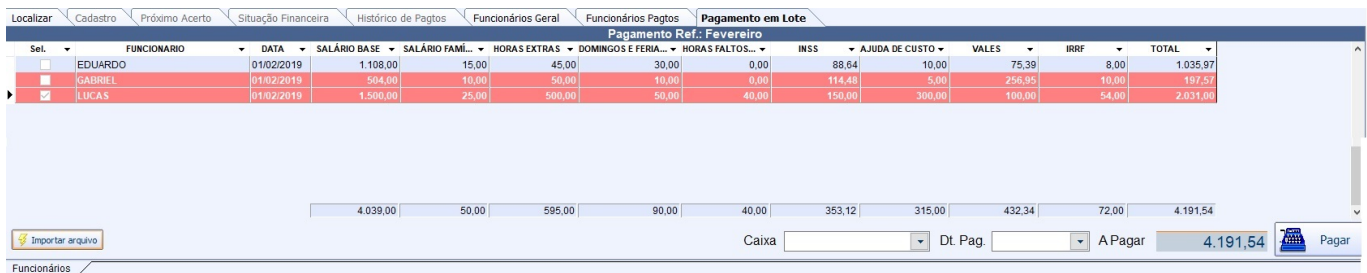 Localizar Cadastro Próximo Acerto Situação Financeira Histórico de Pagtos Funcionários Geral Funcionários Pagtos Pagamento em Lote
Pagamento Ref.: Fevereiro
Sel. FUNCIONARIO DATA SALÁRIO BASE SALÁRIO FAMÍ... HORAS EXTRAS DOMINGOS E FERIA... HORAS FALTOS... INSS AJUDA DE CUSTO VALES IRRF TOTAL
EDUARDO 01/02/2019 1.108,00 15,00 45,00 30,00 0,00 88,64 10,00 75,39 8,00 1.035,97
GABRIEL 01/02/2019 504,00 10,00 50,00 10,00 0,00 114,48 5,00 256,95 10,00 197,57
LUCAS 01/02/2019 1.500,00 25,00 500,00 50,00 40,00 150,00 300,00 100,00 54,00 2.031,00
4.039,00 50,00 595,00 90,00 40,00 353,12 315,00 432,34 72,00 4.191,54
Importar arquivo Caixa Dt. Pag. A Pagar 4.191,54 Pagar
Funcionários